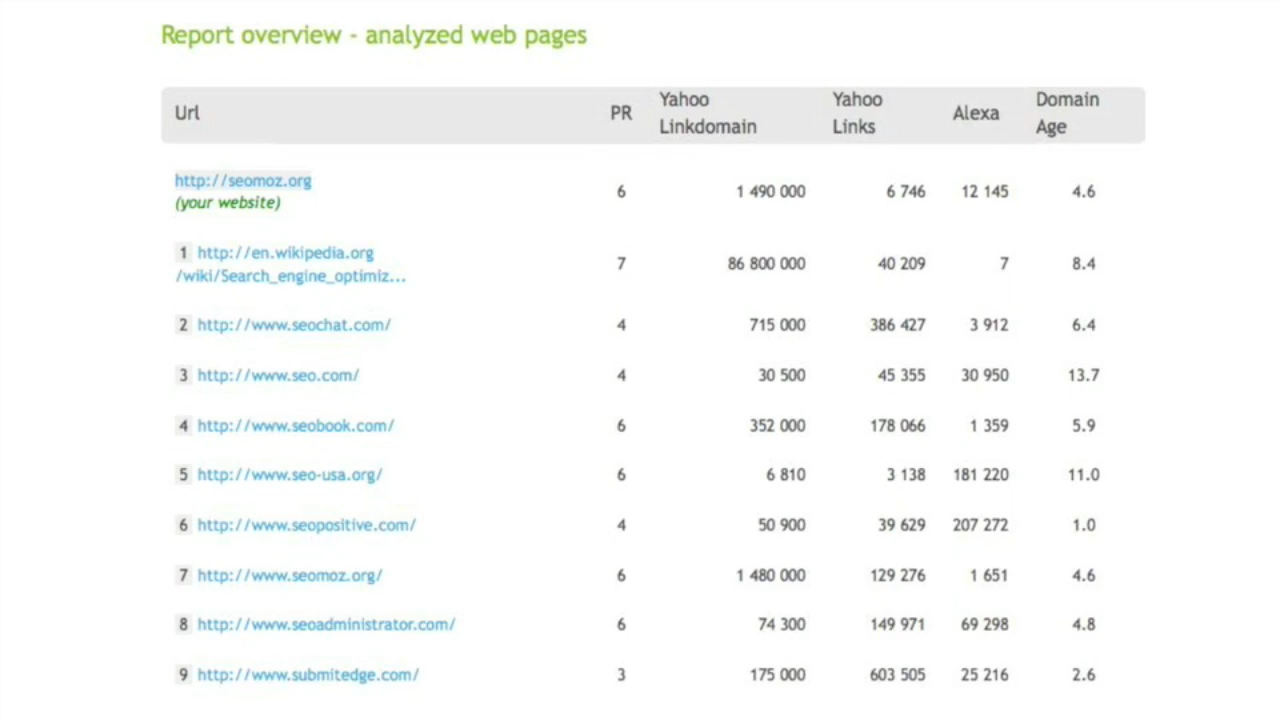 Report overview - analyzed web pages
Url PR Yahoo Linkdomain Yahoo Links Alexa Domain Age
http://seomoz.org 6 1 490 000 6 746 12 145 4.6
(your website)
1 http://en.wikipedia.org 7 86 800 000 40 209 7 8.4
/wiki/Search_engine_optimiz...
2 http://www.seochat.com/ 4 715 000 386 427 3 912 6.4
3 http://www.seo.com/ 4 30 500 45 355 30 950 13.7
4 http://www.seobook.com/ 6 352 000 178 066 1 359 5.9
5 http://www.seo-usa.org/ 6 6 810 3 138 181 220 11.0
6 http://www.seopositive.com/ 4 50 900 39 629 207 272 1.0
7 http://www.seomoz.org/ 6 1 480 000 129 276 1 651 4.6
8 http://www.seoadministrator.com/ 6 74 300 149 971 69 298 4.8
9 http://www.submitedge.com/ 3 175 000 603 505 25 216 2.6